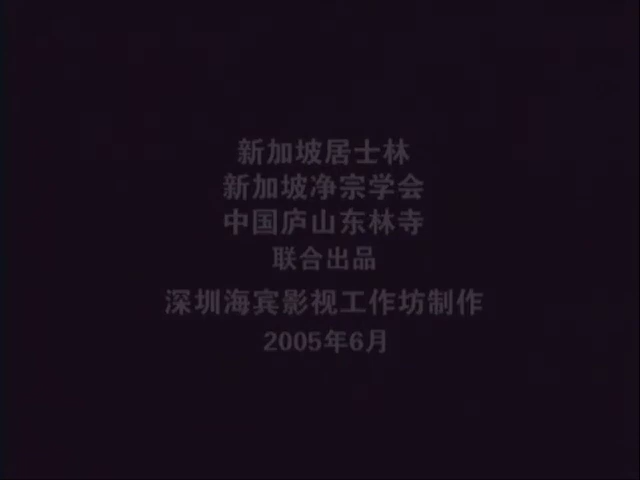 新加坡居士林
新加坡净宗学会
中国庐山东林寺
联合出品
深圳海宾影视工作坊制作
2005年6月